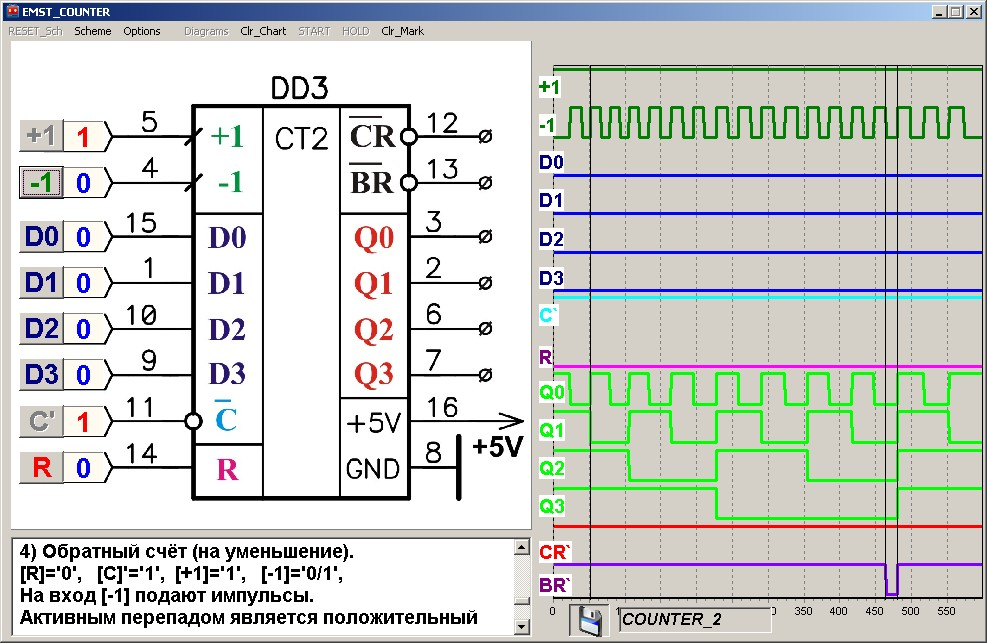 EMST_COUNTER
RESET_Sch Scheme Options Diagrams Clr_Chart START HOLD Clr_Mark
DD3
+1 1 5 +1 CT2 CR 12
-1 0 4 -1 BR 13
D0 0 15 D0 Q0 3
D1 0 1 D1 Q1 2
D2 0 10 D2 Q2 6
D3 0 9 D3 Q3 7
C' 1 11 C +5V 16
+5V
R 0 14 R GND 8
4) Обратный счёт (на уменьшение).
[R]='0', [C]'='1', [+1]='1', [-1]='0/1',
На вход [-1] подают импульсы.
Активным перепадом является положительный
+1
-1
D0
D1
D2
D3
C`
R
Q0
Q1
Q2
Q3
CR`
BR`
0 350 400 450 500 550
COUNTER_2